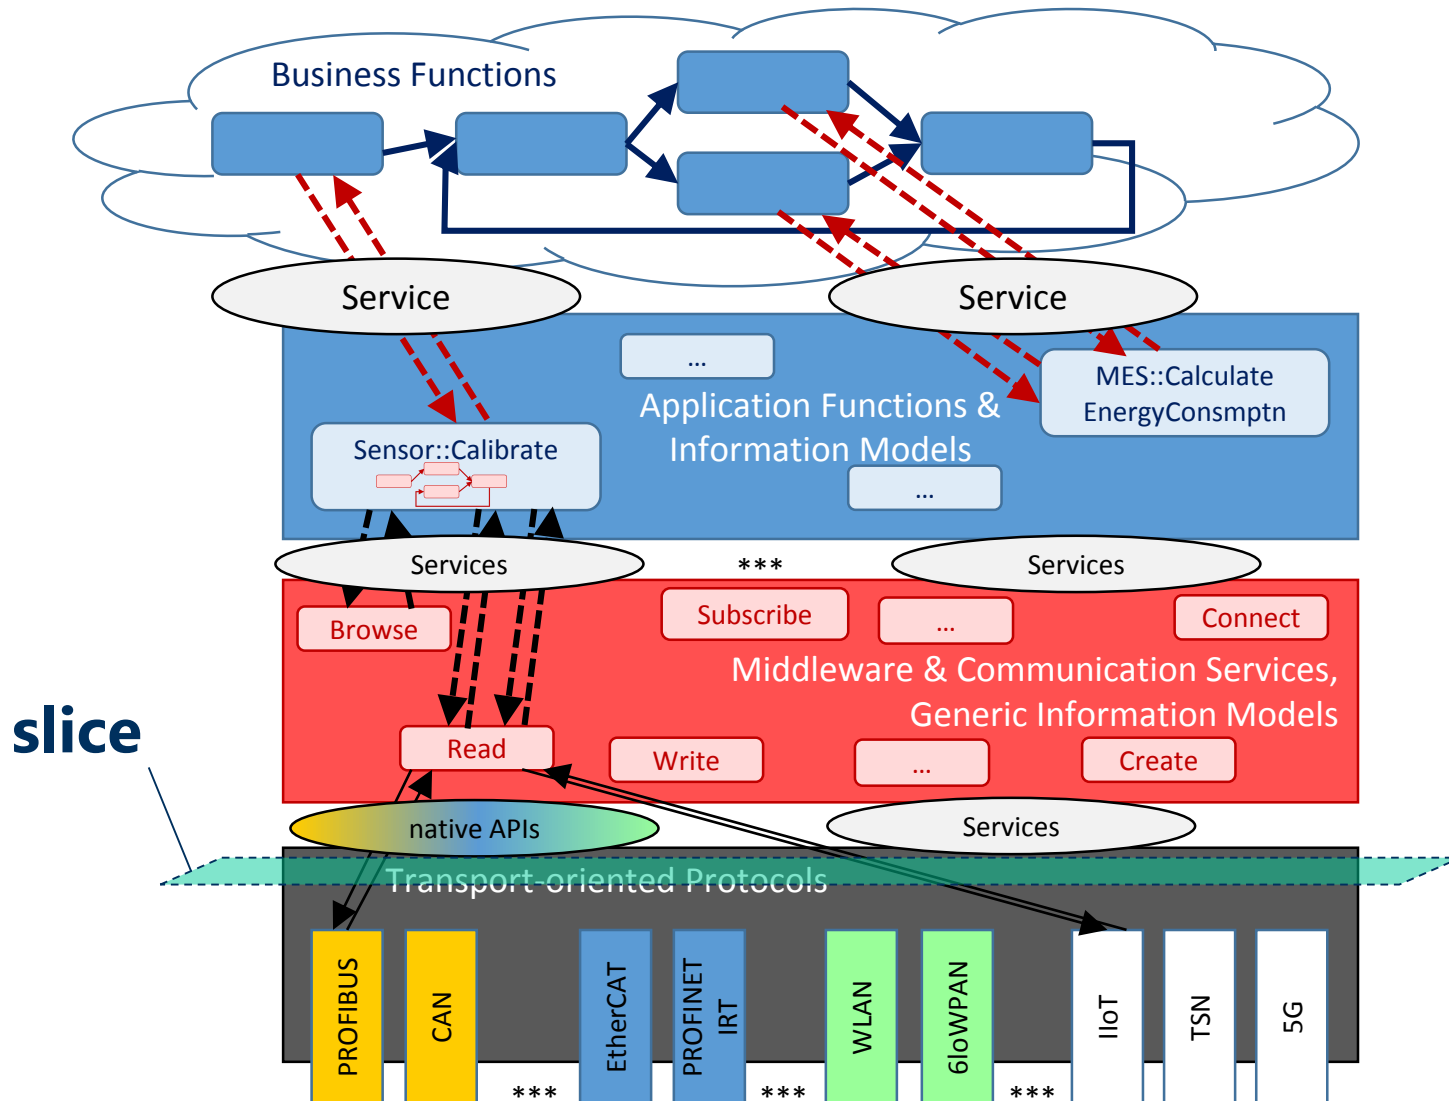 Business Functions
Service
Service
...
MES::Calculate
EnergyConsmptn
Application Functions &
Information Models
Sensor::Calibrate
...
Services
***
Services
Browse
Subscribe
...
Connect
Middleware & Communication Services,
Generic Information Models
slice
Read
Write
...
Create
native APIs
Services
Transport-oriented Protocols
PROFIBUS
CAN
EtherCAT
PROFINET
IRT
WLAN
6loWPAN
IIoT
TSN
5G
***
***
***